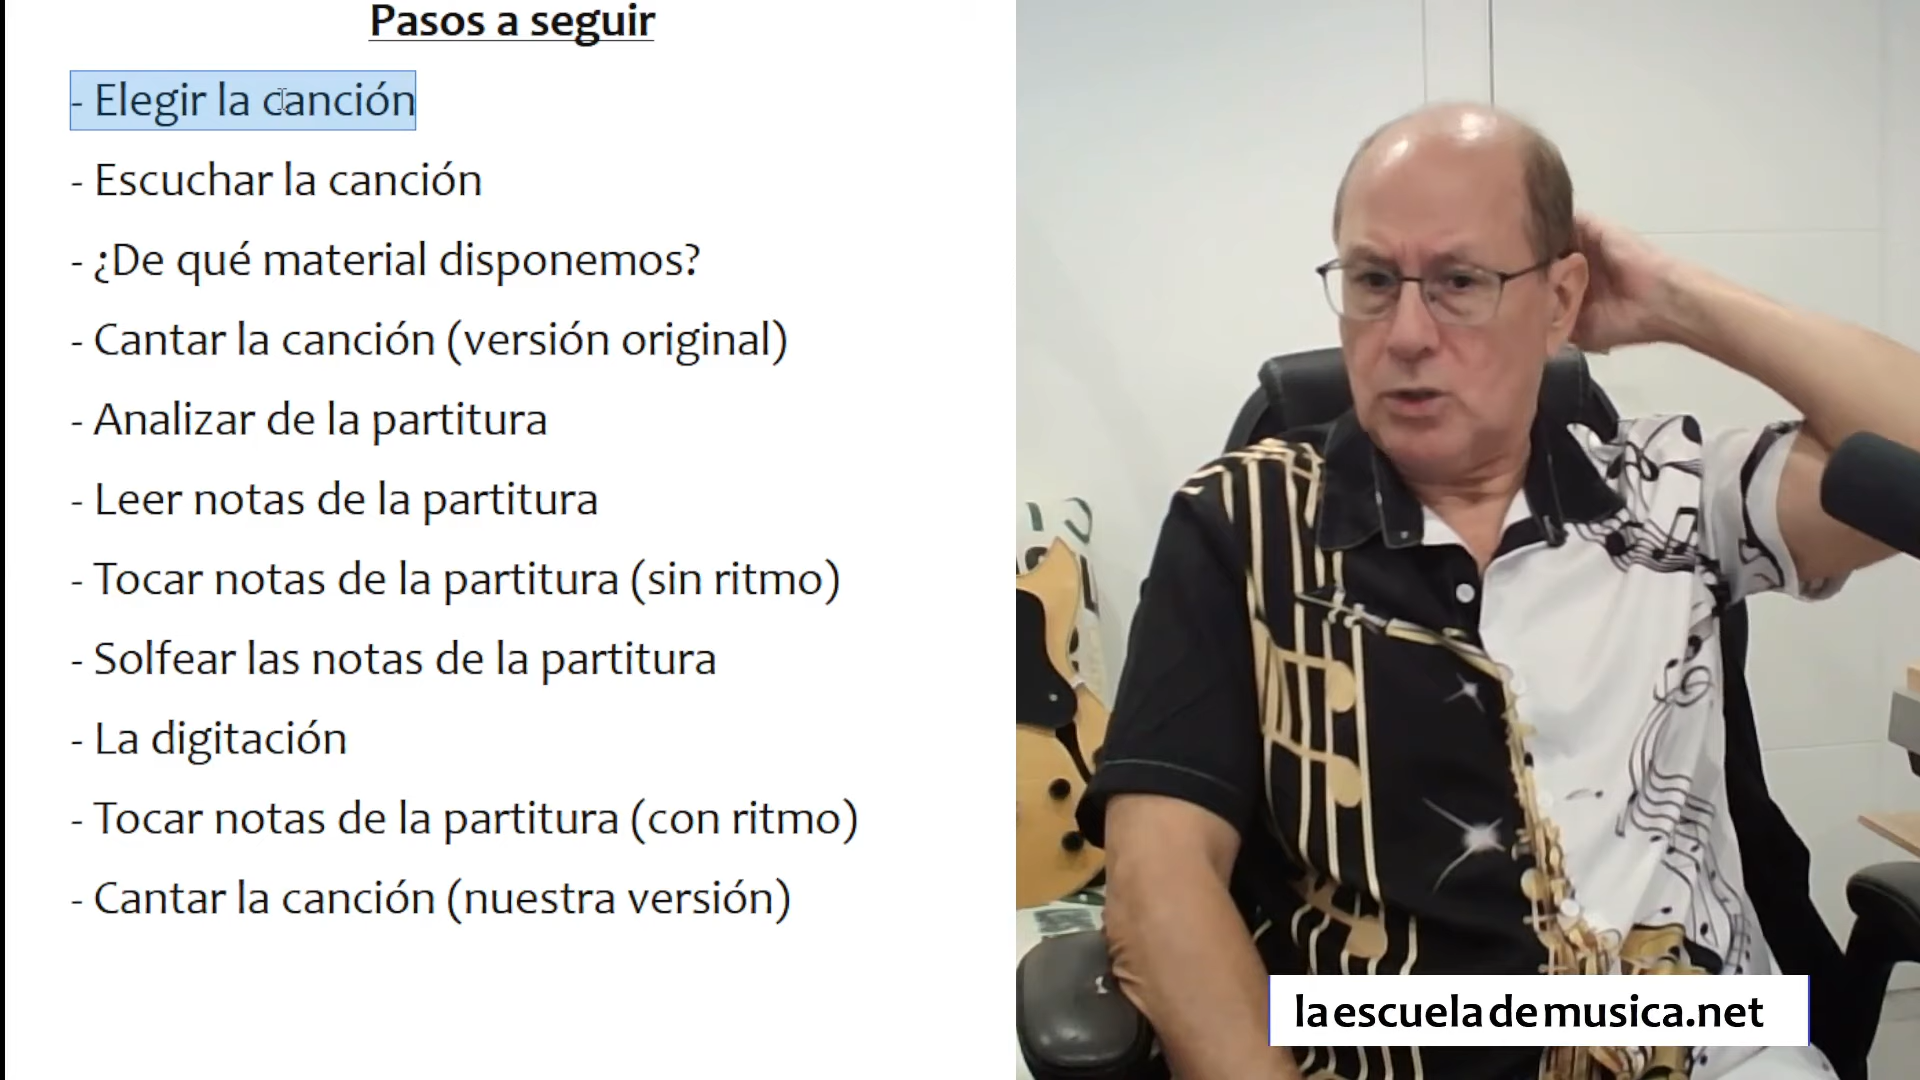 Pasos a seguir
- Elegir la canción
- Escuchar la canción
- ¿De qué material disponemos?
- Cantar la canción (versión original)
- Analizar de la partitura
- Leer notas de la partitura
- Tocar notas de la partitura (sin ritmo)
- Solfear las notas de la partitura
- La digitación
- Tocar notas de la partitura (con ritmo)
- Cantar la canción (nuestra versión)
laescuelademusica.net